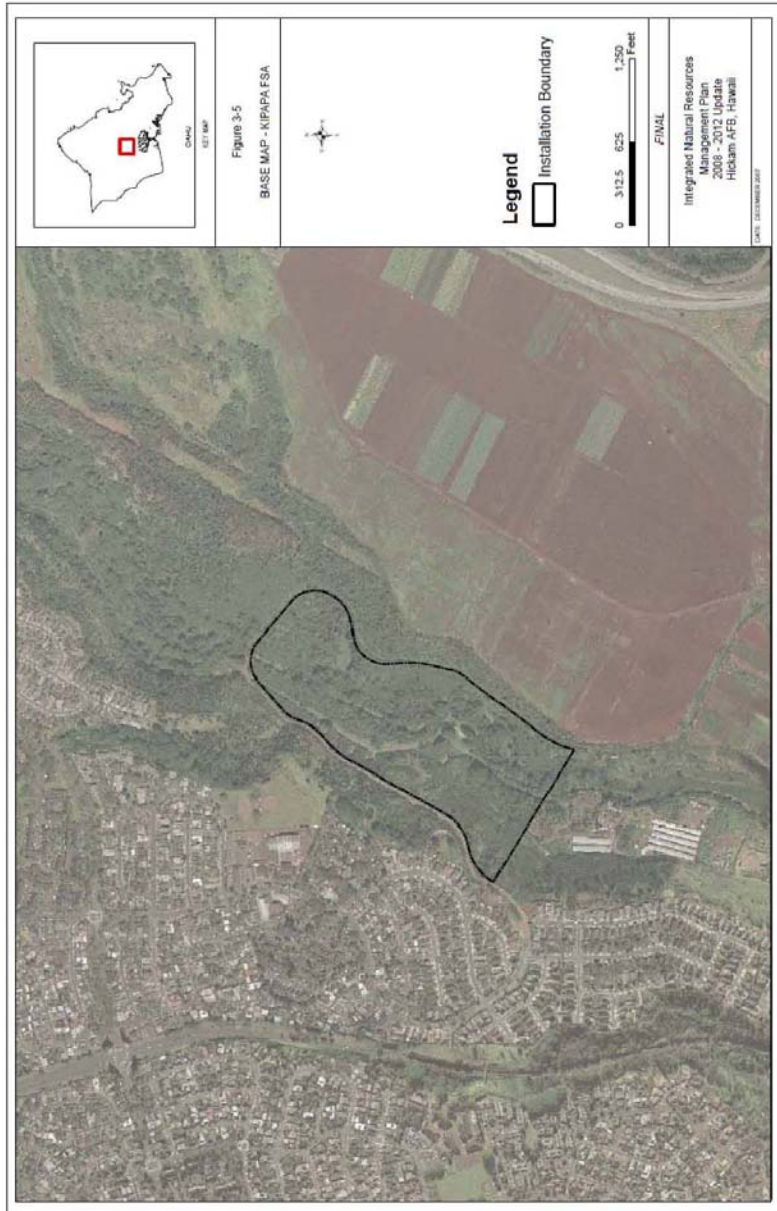 OAHU
KEY MAP
Figure 3-5
BASE MAP - KIPAPA FSA
Legend
Installation Boundary
0 312.5 625 1,250
Feet
FINAL
Integrated Natural Resources
Management Plan
2008 - 2012 Update
Hickam AFB, Hawaii
DATE: DECEMBER 2007